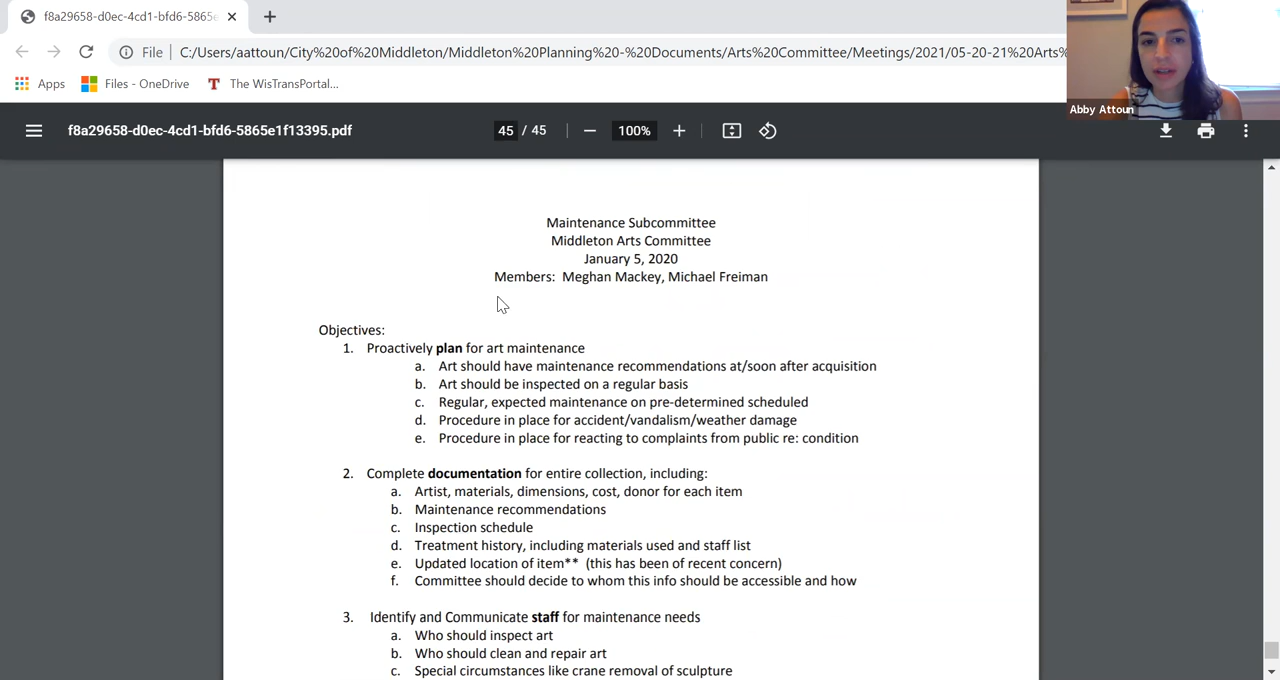 f8a29658-d0ec-4cd1-bfd6-5865e
File C:/Users/aattoun/City%20of%20Middleton/Middleton%20Planning%20-%20Documents/Arts%20Committee/Meetings/2021/05-20-21%20Arts%
Apps Files - OneDrive The WisTransPortal...
Abby Attoun
f8a29658-d0ec-4cd1-bfd6-5865e1f13395.pdf 45 / 45 100%
Maintenance Subcommittee
Middleton Arts Committee
January 5, 2020
Members: Meghan Mackey, Michael Freiman
Objectives:
1. Proactively plan for art maintenance
a. Art should have maintenance recommendations at/soon after acquisition
b. Art should be inspected on a regular basis
c. Regular, expected maintenance on pre-determined scheduled
d. Procedure in place for accident/vandalism/weather damage
e. Procedure in place for reacting to complaints from public re: condition
2. Complete documentation for entire collection, including:
a. Artist, materials, dimensions, cost, donor for each item
b. Maintenance recommendations
c. Inspection schedule
d. Treatment history, including materials used and staff list
e. Updated location of item** (this has been of recent concern)
f. Committee should decide to whom this info should be accessible and how
3. Identify and Communicate staff for maintenance needs
a. Who should inspect art
b. Who should clean and repair art
c. Special circumstances like crane removal of sculpture